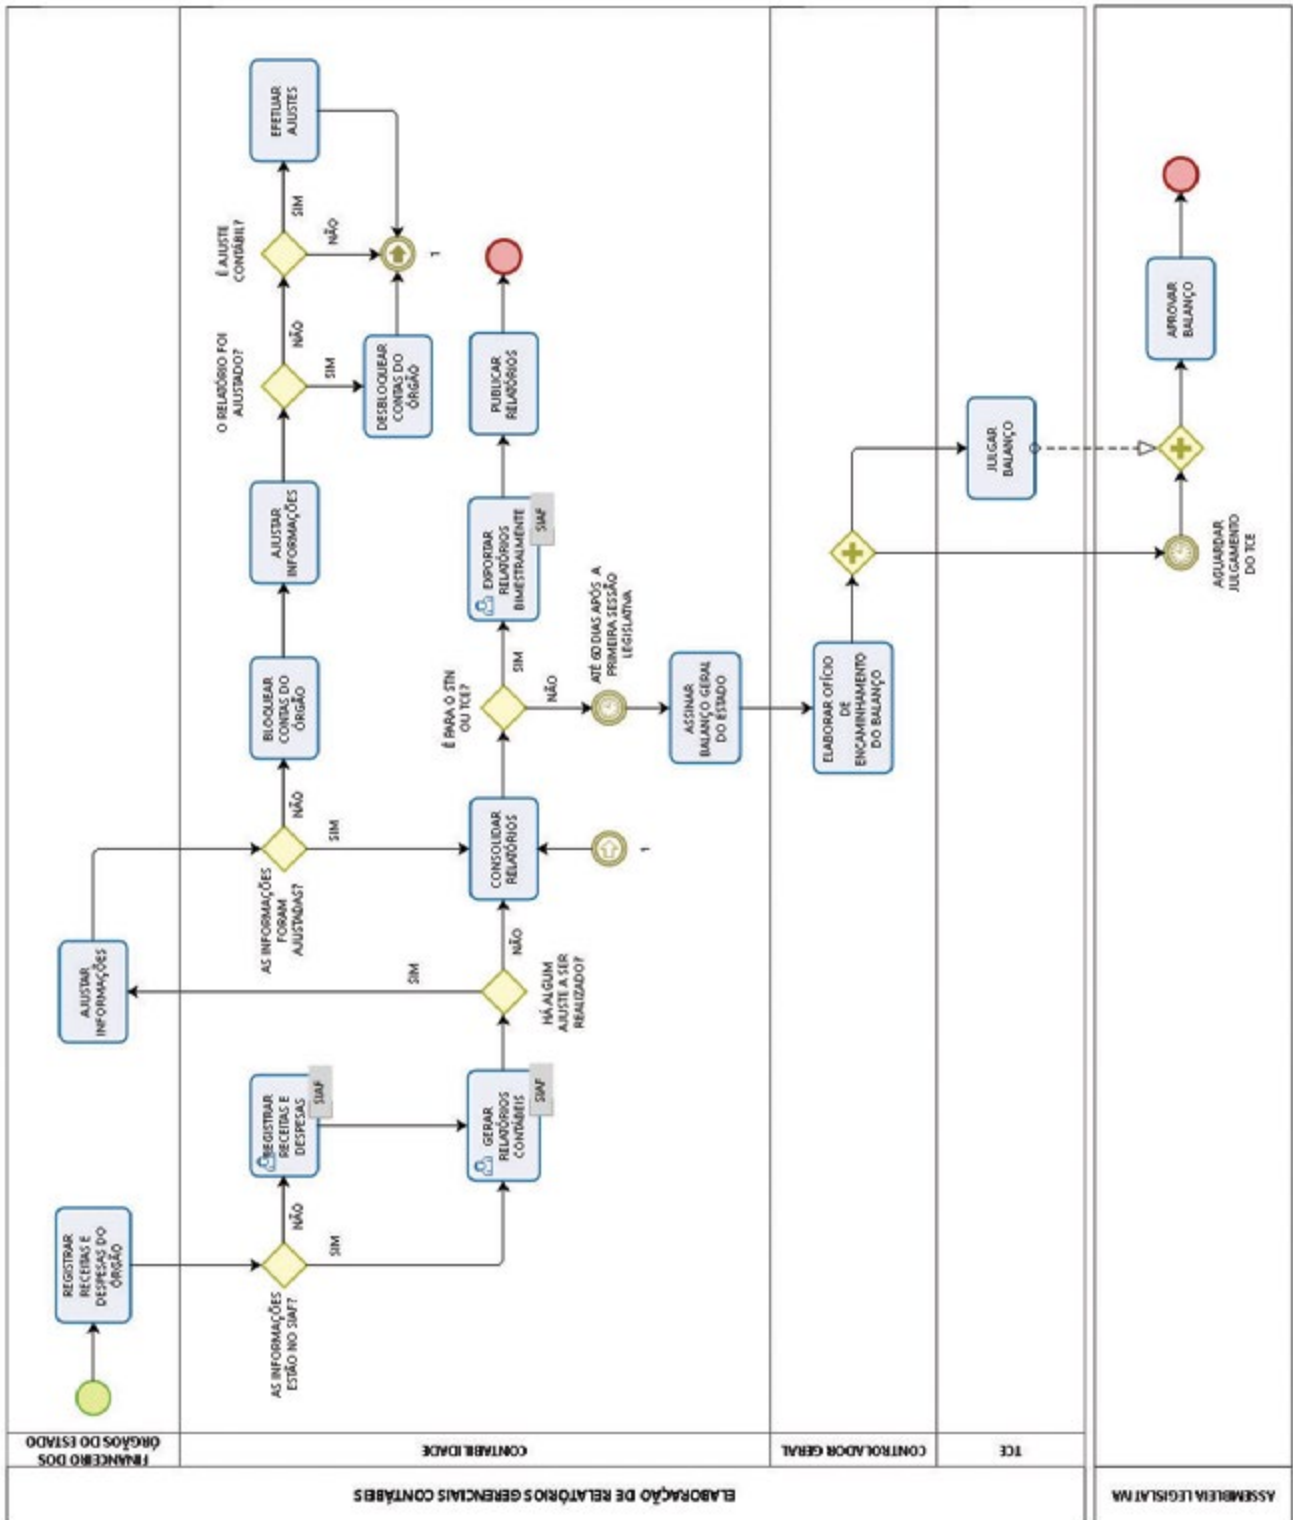 ELABORAÇÃO DE RELATÓRIOS GERENCIAIS CONTÁBEIS
FINANCEIRO DOS
ÓRGÃOS DO ESTADO
REGISTRAR
RECEITAS E
DESPESAS DO
ÓRGÃO
AJUSTAR
INFORMAÇÕES
CONTABILIDADE
AS INFORMAÇÕES
ESTÃO NO SIAF?
NÃO
SIM
REGISTRAR
RECEITAS E
DESPESAS
SIAF
GERAR
RELATÓRIOS
CONTÁBEIS
SIAF
HÁ ALGUM
AJUSTE A SER
REALIZADO?
SIM
NÃO
AS INFORMAÇÕES
FORAM
AJUSTADAS?
NÃO
SIM
CONSOLIDAR
RELATÓRIOS
1
BLOQUEAR
CONTAS DO
ÓRGÃO
AJUSTAR
INFORMAÇÕES
O RELATÓRIO FOI
AJUSTADO?
NÃO
SIM
DESBLOQUEAR
CONTAS DO
ÓRGÃO
É AJUSTE
CONTÁBIL?
SIM
NÃO
EFETUAR
AJUSTES
1
É PARA O STN
OU TCE?
SIM
NÃO
EXPORTAR
RELATÓRIOS
BIMESTRALMENTE
SIAF
PUBLICAR
RELATÓRIOS
ATÉ 60 DIAS APÓS A
PRIMEIRA SESSÃO
LEGISLATIVA
ASSINAR
BALANÇO GERAL
DO ESTADO
CONTROLADOR GERAL
ELABORAR OFÍCIO
DE
ENCAMINHAMENTO
DO BALANÇO
TCE
JULGAR
BALANÇO
ASSEMBLEIA LEGISLATIVA
AGUARDAR
JULGAMENTO
DO TCE
APROVAR
BALANÇO